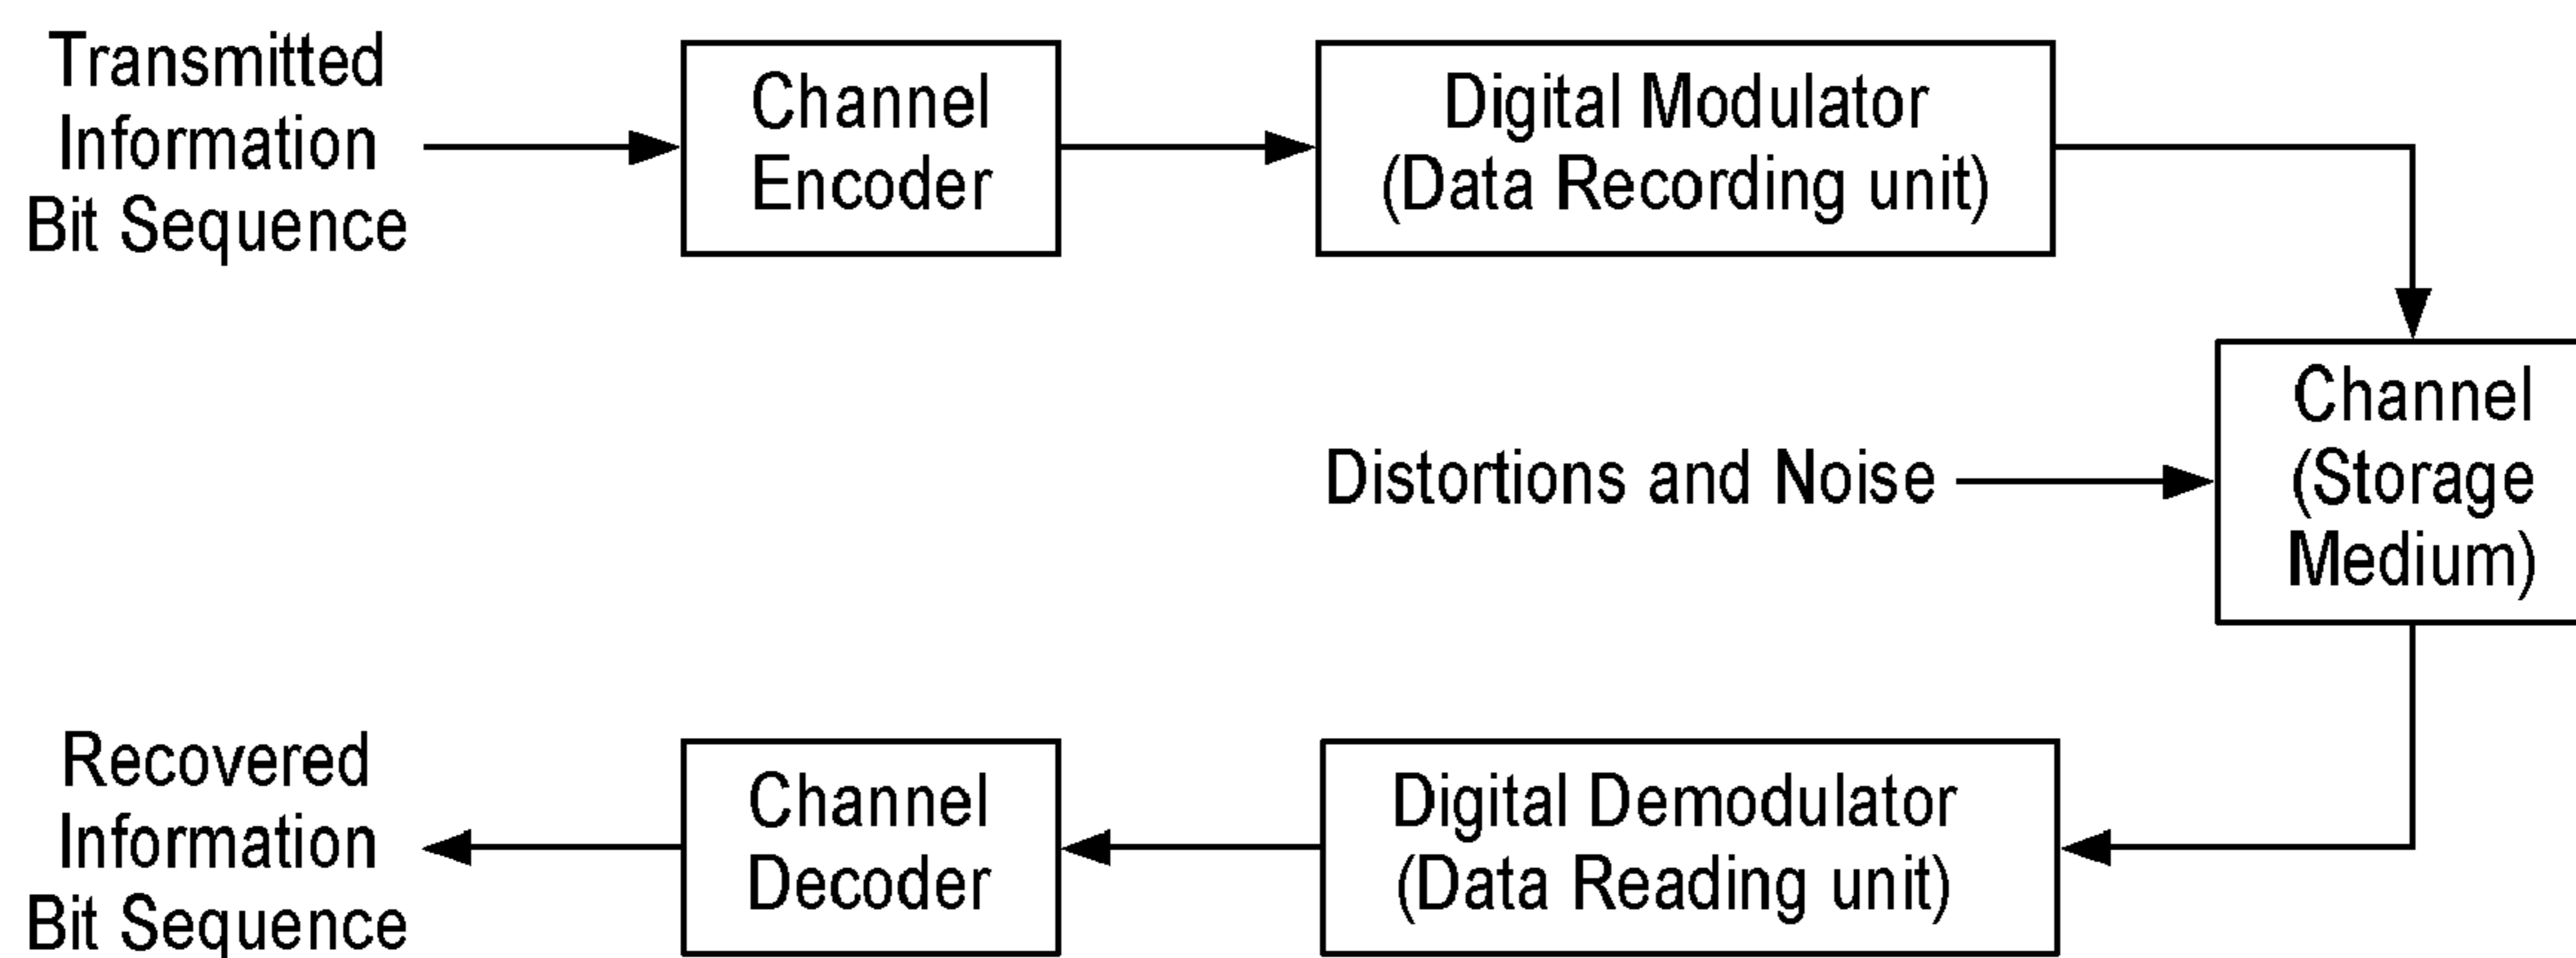 Transmitted
Information
Bit Sequence
Channel
Encoder
Digital Modulator
(Data Recording unit)
Channel
(Storage
Medium)
Distortions and Noise
Digital Demodulator
(Data Reading unit)
Channel
Decoder
Recovered
Information
Bit Sequence